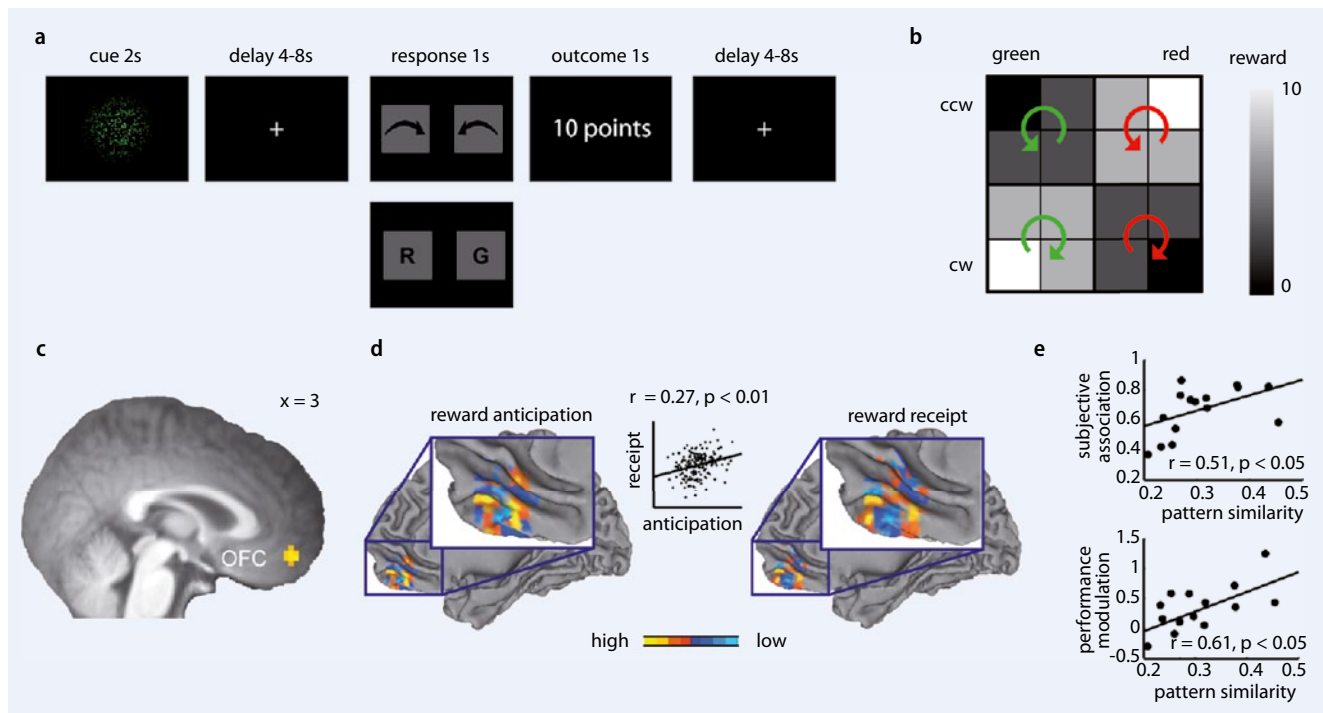 a
cue 2s
delay 4-8s
response 1s
outcome 1s
delay 4-8s
+
10 points
+
R
G
b
green
red
reward
ccw
cw
10
0
c
x = 3
OFC
d
reward anticipation
r = 0.27, p < 0.01
receipt
anticipation
reward receipt
high
low
e
subjective
association
1
0.8
0.6
0.4
0.2
r = 0.51, p < 0.05
0.2
0.3
0.4
0.5
pattern similarity
performance
modulation
1.5
1
0.5
0
-0.5
r = 0.61, p < 0.05
0.2
0.3
0.4
0.5
pattern similarity